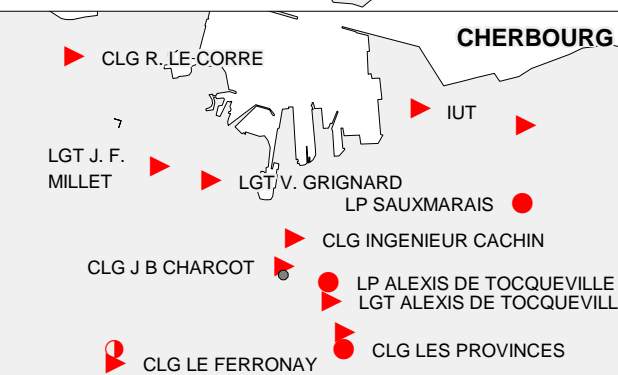 CHERBOURG
CLG R. LE-CORRE
IUT
LGT J. F.
MILLET
LGT V. GRIGNARD
LP SAUXMARAIS
CLG INGENIEUR CACHIN
CLG J B CHARCOT
LP ALEXIS DE TOCQUEVILLE
LGT ALEXIS DE TOCQUEVILL
CLG LES PROVINCES
CLG LE FERRONAY